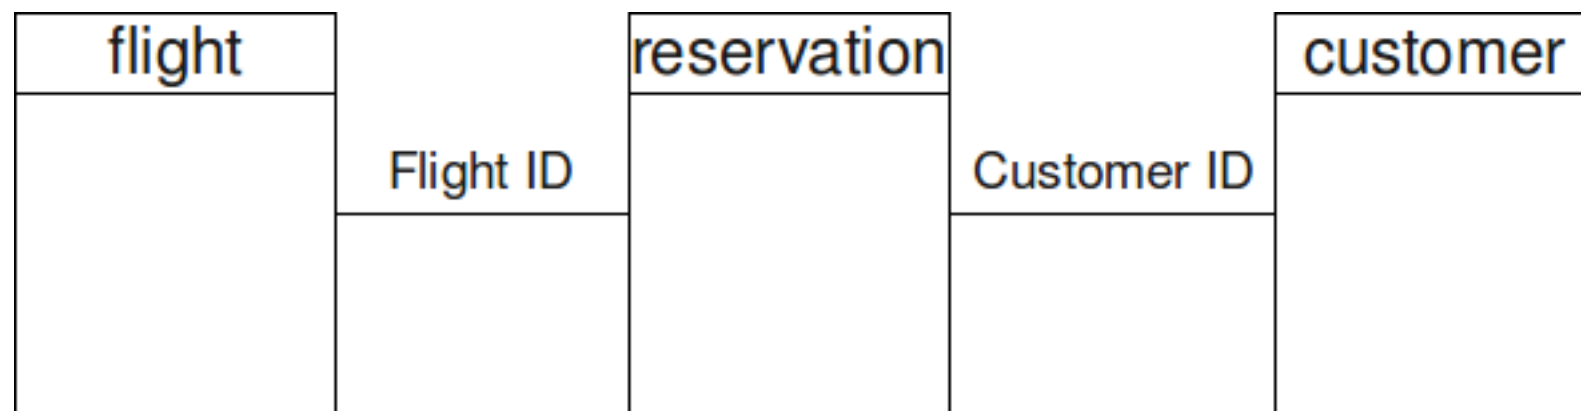 flight
reservation
customer
Flight ID
Customer ID